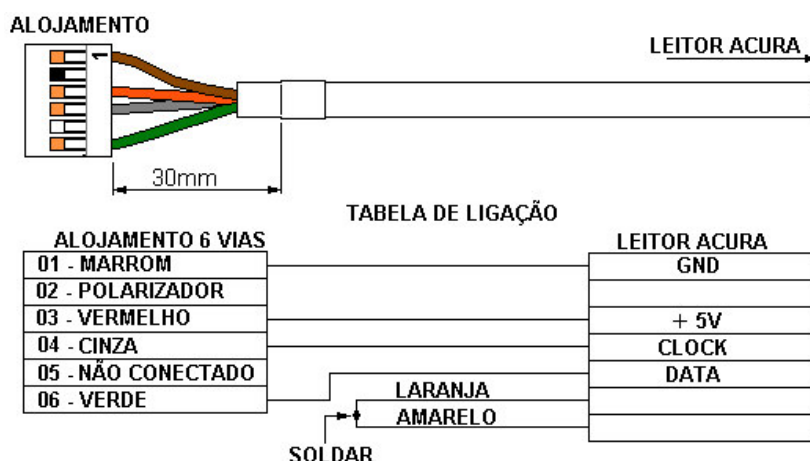 ALOJAMENTO
LEITOR ACURA
1
30mm
TABELA DE LIGAÇÃO
ALOJAMENTO 6 VIAS
LEITOR ACURA
01 - MARROM
GND
02 - POLARIZADOR
03 - VERMELHO
+ 5V
04 - CINZA
CLOCK
05 - NÃO CONECTADO
DATA
06 - VERDE
LARANJA
AMARELO
SOLDAR